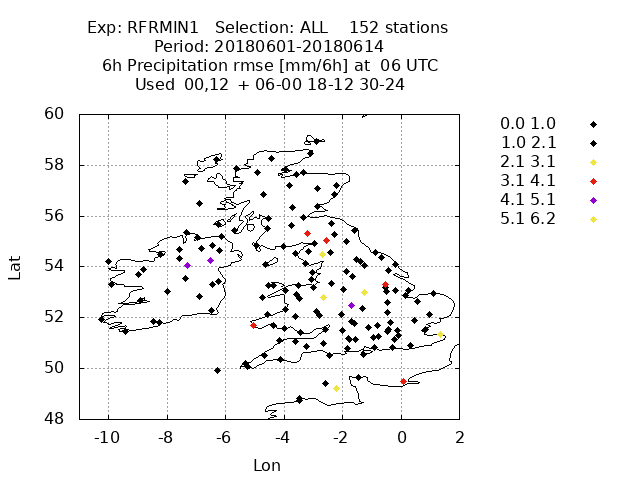 Exp: RFRMIN1 Selection: ALL 152 stations
Period: 20180601-20180614
6h Precipitation rmse [mm/6h] at 06 UTC
Used 00,12 + 06-00 18-12 30-24
60
58
56
54
52
50
48
Lat
-10 -8 -6 -4 -2 0 2
Lon
0.0 1.0
1.0 2.1
2.1 3.1
3.1 4.1
4.1 5.1
5.1 6.2